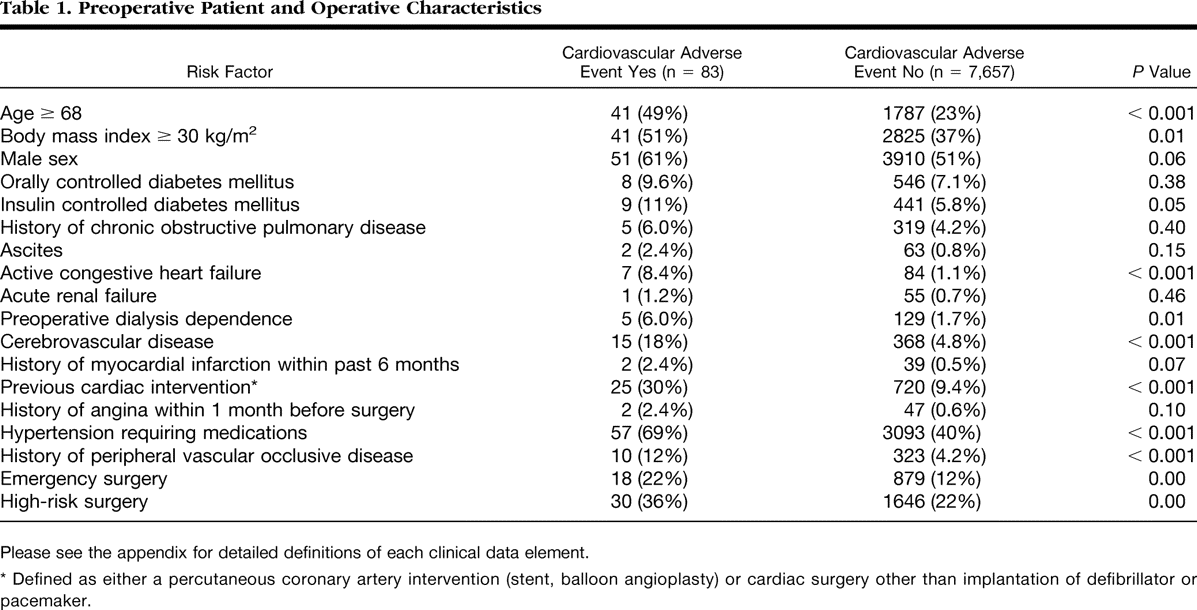 Table 1. Preoperative Patient and Operative Characteristics
Risk Factor Cardiovascular Adverse Event Yes (n = 83) Cardiovascular Adverse Event No (n = 7,657) P Value
Age ≥ 68 41 (49%) 1787 (23%) < 0.001
Body mass index ≥ 30 kg/m² 41 (51%) 2825 (37%) 0.01
Male sex 51 (61%) 3910 (51%) 0.06
Orally controlled diabetes mellitus 8 (9.6%) 546 (7.1%) 0.38
Insulin controlled diabetes mellitus 9 (11%) 441 (5.8%) 0.05
History of chronic obstructive pulmonary disease 5 (6.0%) 319 (4.2%) 0.40
Ascites 2 (2.4%) 63 (0.8%) 0.15
Active congestive heart failure 7 (8.4%) 84 (1.1%) < 0.001
Acute renal failure 1 (1.2%) 55 (0.7%) 0.46
Preoperative dialysis dependence 5 (6.0%) 129 (1.7%) 0.01
Cerebrovascular disease 15 (18%) 368 (4.8%) < 0.001
History of myocardial infarction within past 6 months 2 (2.4%) 39 (0.5%) 0.07
Previous cardiac intervention* 25 (30%) 720 (9.4%) < 0.001
History of angina within 1 month before surgery 2 (2.4%) 47 (0.6%) 0.10
Hypertension requiring medications 57 (69%) 3093 (40%) < 0.001
History of peripheral vascular occlusive disease 10 (12%) 323 (4.2%) < 0.001
Emergency surgery 18 (22%) 879 (12%) 0.00
High-risk surgery 30 (36%) 1646 (22%) 0.00
Please see the appendix for detailed definitions of each clinical data element.
* Defined as either a percutaneous coronary artery intervention (stent, balloon angioplasty) or cardiac surgery other than implantation of defibrillator or
pacemaker.